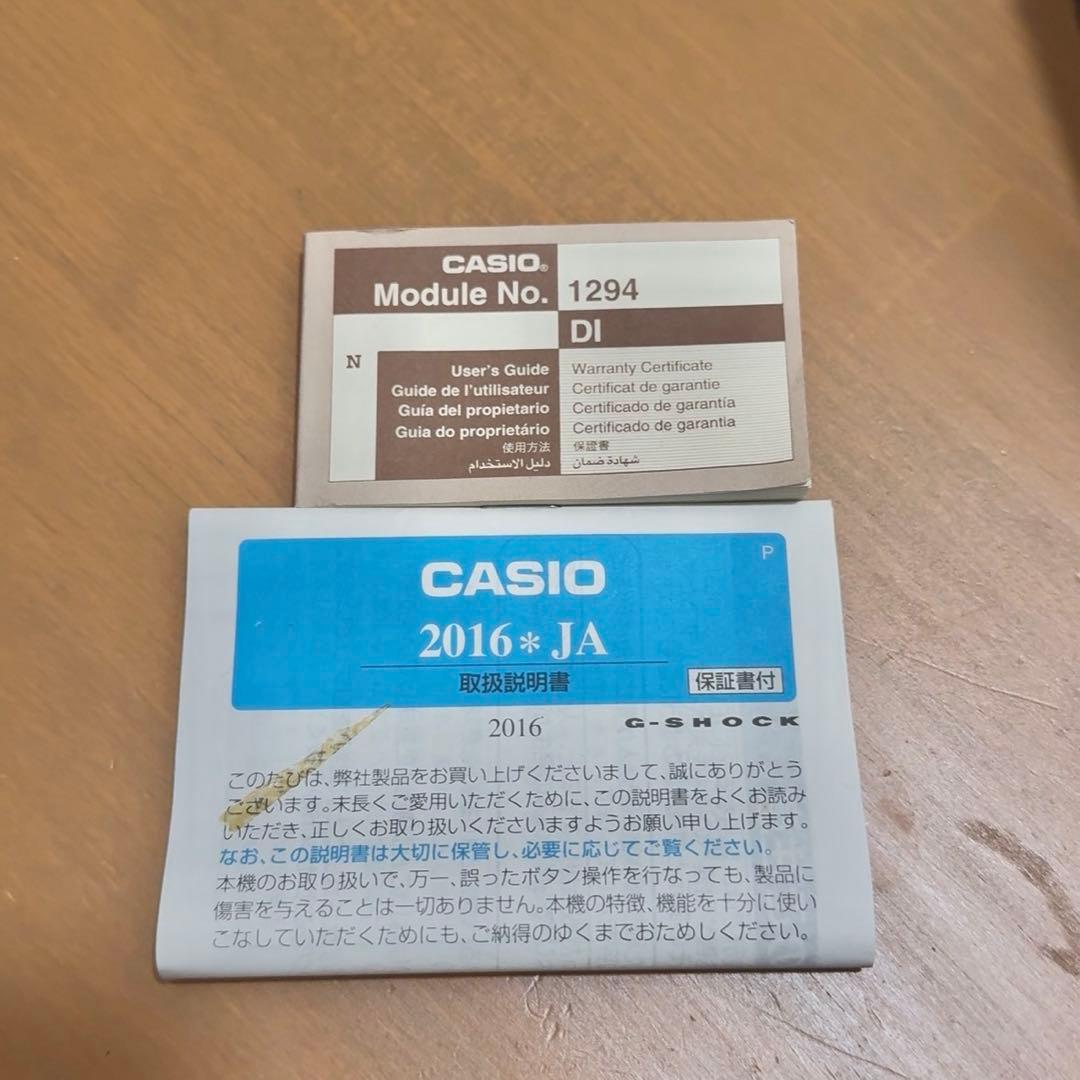 CASIO®
Module No. 1294
DI
N
User's Guide
Guide de l'utilisateur
Guía del propietario
Guia do proprietário
使用方法
دليل الاستخدام
Warranty Certificate
Certificat de garantie
Certificado de garantía
Certificado de garantia
保証書
شهادة ضمان
P
CASIO
2016＊JA
取扱説明書 保証書付
2016 G-SHOCK
このたびは、弊社製品をお買い上げくださいまして、誠にありがとう
ございます。末長くご愛用いただくために、この説明書をよくお読み
いただき、正しくお取り扱いくださいますようお願い申し上げます。
なお、この説明書は大切に保管し、必要に応じてご覧ください。
本機のお取り扱いで、万一、誤ったボタン操作を行なっても、製品に
傷害を与えることは一切ありません。本機の特徴、機能を十分に使い
こなしていただくためにも、ご納得のゆくまでおためしください。